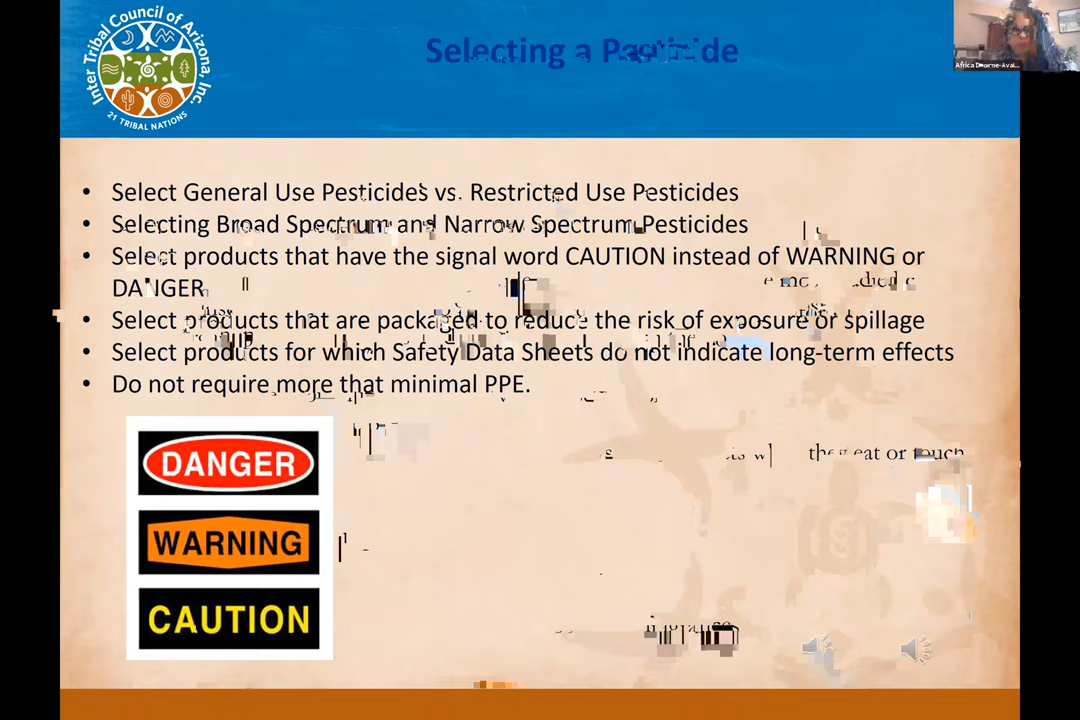 Inter Tribal Council of Arizona, Inc.
21 TRIBAL NATIONS
Selecting a Pesticide
• Select General Use Pesticides vs. Restricted Use Pesticides
• Selecting Broad Spectrum and Narrow Spectrum Pesticides
• Select products that have the signal word CAUTION instead of WARNING or
DANGER
• Select products that are packaged to reduce the risk of exposure or spillage
• Select products for which Safety Data Sheets do not indicate long-term effects
• Do not require more that minimal PPE.
eat or touch
DANGER
WARNING
CAUTION